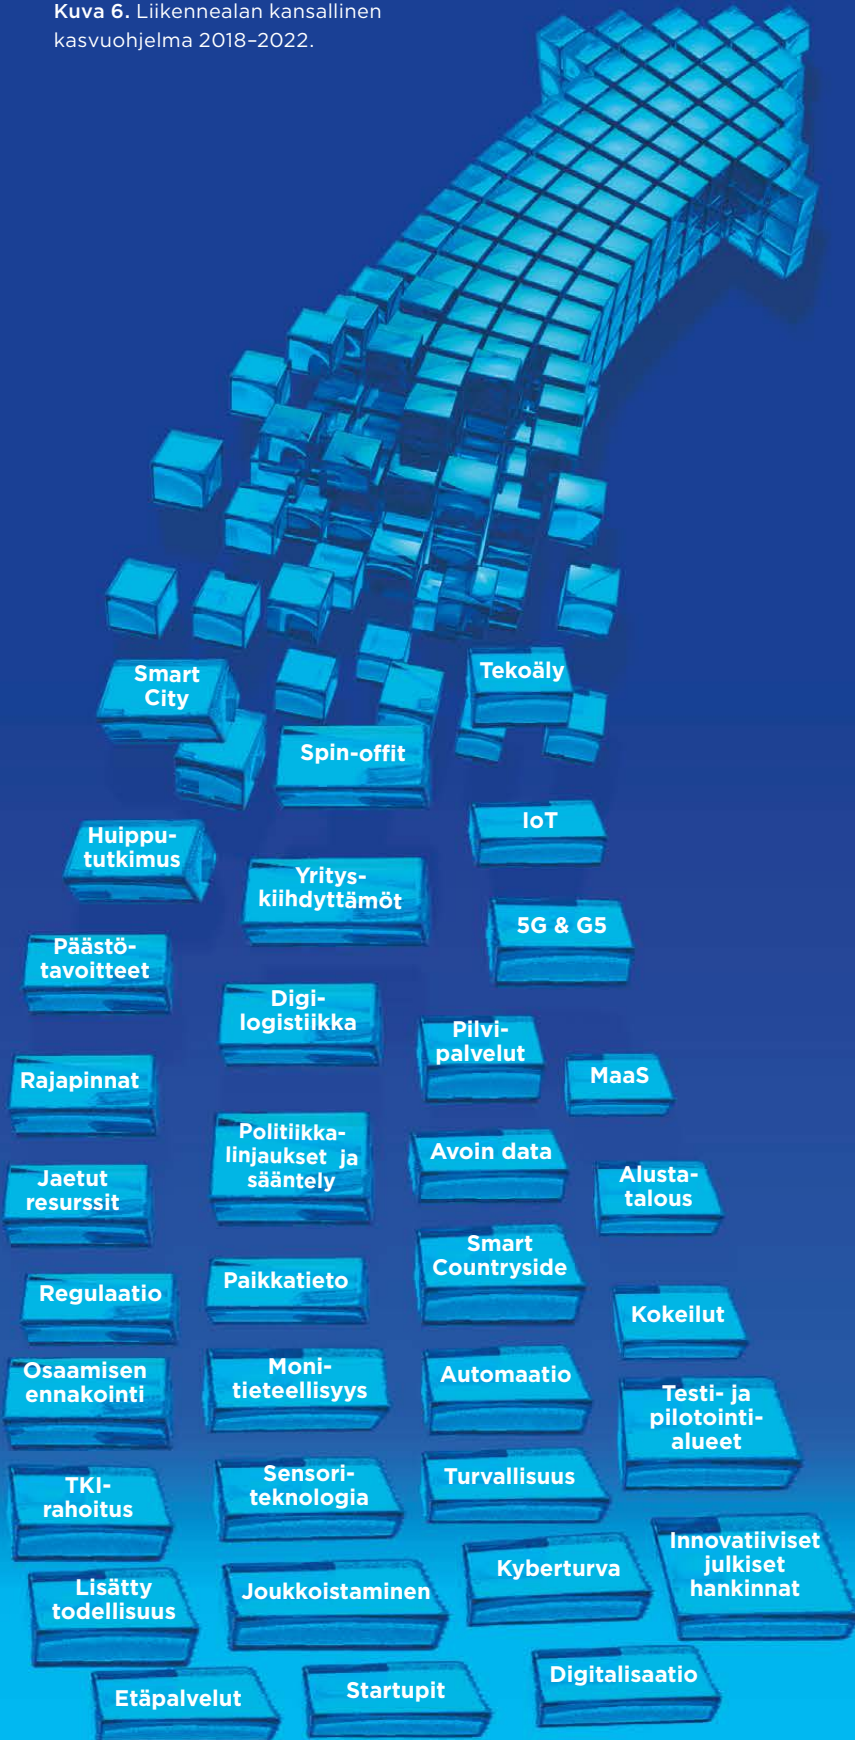 Kuva 6. Liikennealan kansallinen
kasvuohjelma 2018–2022.
Smart
City
Tekoäly
Spin-offit
IoT
Huippu-
tutkimus
Yritys-
kiihdyttämöt
5G & G5
Päästö-
tavoitteet
Digi-
logistiikka
Pilvi-
palvelut
MaaS
Rajapinnat
Politiikka-
linjaukset ja
sääntely
Avoin data
Jaetut
resurssit
Alusta-
talous
Smart
Countryside
Regulaatio
Paikkatieto
Kokeilut
Osaamisen
ennakointi
Moni-
tieteellisyys
Automaatio
Testi- ja
pilotointi-
alueet
TKI-
rahoitus
Sensori-
teknologia
Turvallisuus
Innovatiiviset
julkiset
hankinnat
Kyberturva
Lisätty
todellisuus
Joukkoistaminen
Etäpalvelut
Startupit
Digitalisaatio